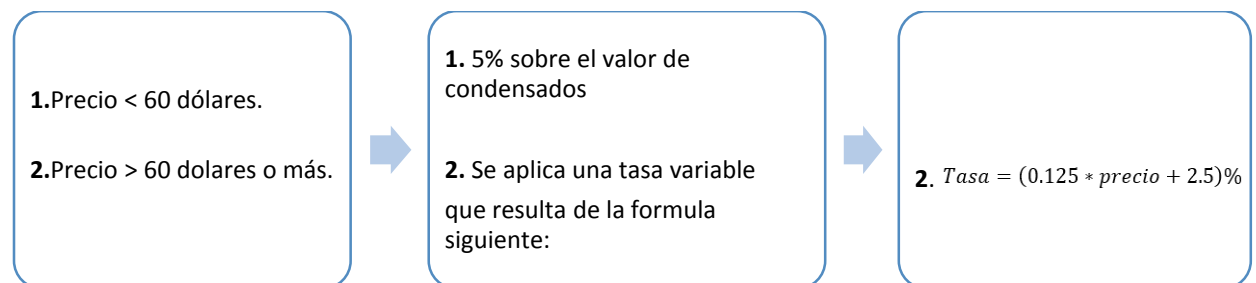 1.Precio < 60 dólares.
2.Precio > 60 dolares o más.
1. 5% sobre el valor de
condensados
2. Se aplica una tasa variable
que resulta de la formula
siguiente:
2. Tasa = (0.125 * precio + 2.5)%